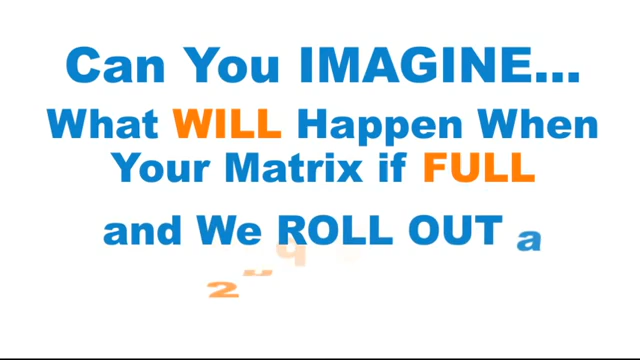 Can You IMAGINE...
What WILL Happen When
Your Matrix if FULL
and We ROLL OUT a